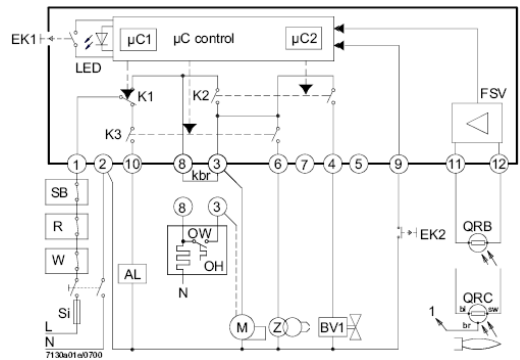 EK1
µC1
µC control
µC2
LED
K1
K2
FSV
K3
1
2
10
8
3
6
7
4
5
9
11
12
kbr
SB
8
3
EK2
QRB
R
OW
W
OH
AL
N
QRC
bl
sw
1
br
Si
M
Z
BV1
L
N
7130a01e/0700